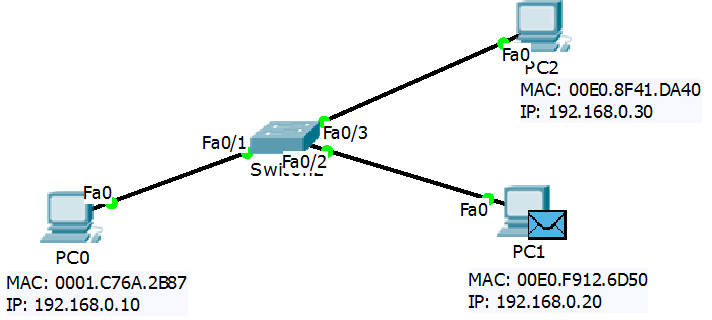 Fa0
PC2
MAC: 00E0.8F41.DA40
IP: 192.168.0.30
Fa0/3
Fa0/1
Fa0/2
Fa0
PC0
MAC: 0001.C76A.2B87
IP: 192.168.0.10
Fa0
PC1
MAC: 00E0.F912.6D50
IP: 192.168.0.20